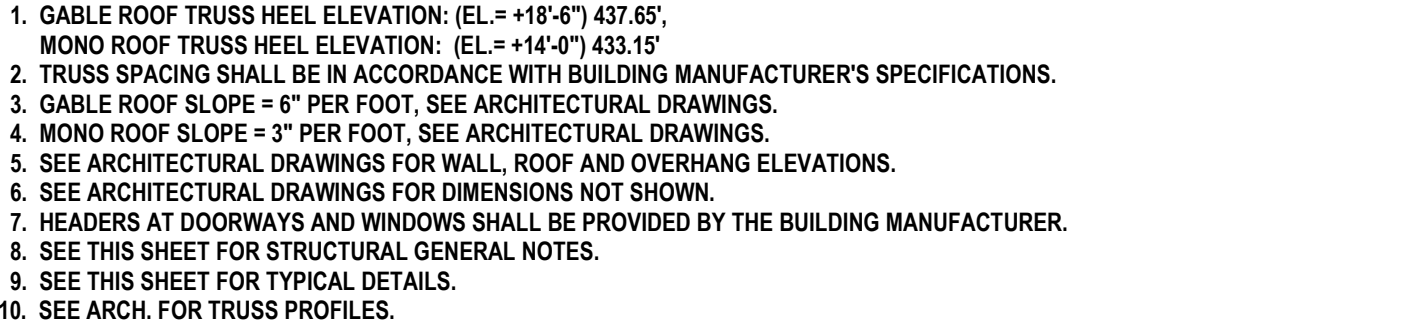 1. GABLE ROOF TRUSS HEEL ELEVATION: (EL.= +18'-6") 437.65',
MONO ROOF TRUSS HEEL ELEVATION: (EL.= +14'-0") 433.15'
2. TRUSS SPACING SHALL BE IN ACCORDANCE WITH BUILDING MANUFACTURER'S SPECIFICATIONS.
3. GABLE ROOF SLOPE = 6" PER FOOT, SEE ARCHITECTURAL DRAWINGS.
4. MONO ROOF SLOPE = 3" PER FOOT, SEE ARCHITECTURAL DRAWINGS.
5. SEE ARCHITECTURAL DRAWINGS FOR WALL, ROOF AND OVERHANG ELEVATIONS.
6. SEE ARCHITECTURAL DRAWINGS FOR DIMENSIONS NOT SHOWN.
7. HEADERS AT DOORWAYS AND WINDOWS SHALL BE PROVIDED BY THE BUILDING MANUFACTURER.
8. SEE THIS SHEET FOR STRUCTURAL GENERAL NOTES.
9. SEE THIS SHEET FOR TYPICAL DETAILS.
10. SEE ARCH. FOR TRUSS PROFILES.